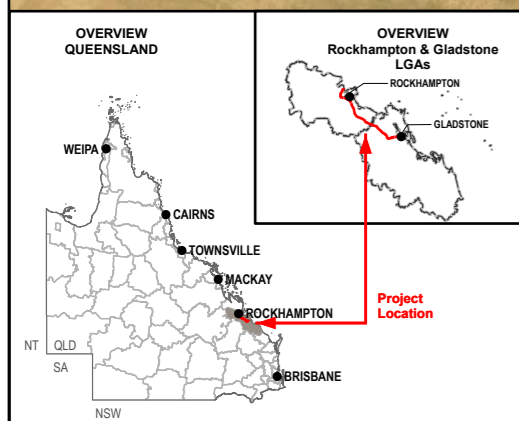 OVERVIEW
QUEENSLAND
WEIPA
CAIRNS
TOWNSVILLE
MACKAY
ROCKHAMPTON
BRISBANE
NT QLD
SA
NSW
OVERVIEW
Rockhampton & Gladstone
LGAs
ROCKHAMPTON
GLADSTONE
Project
Location